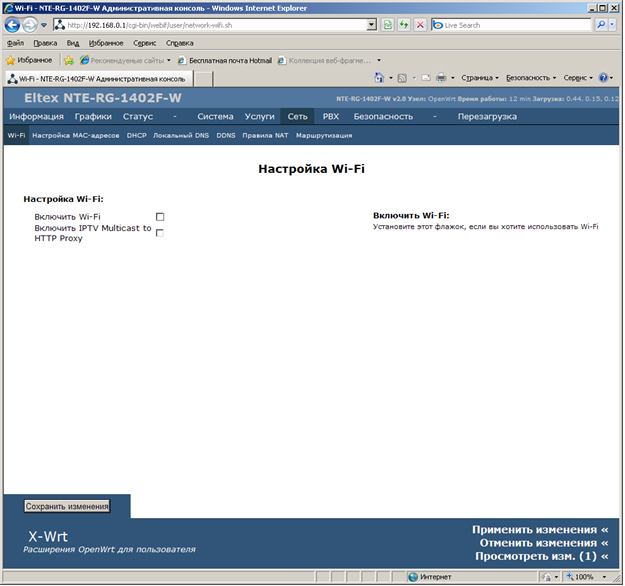 Wi-Fi - NTE-RG-1402F-W Административная консоль - Windows Internet Explorer
http://192.168.0.1/cgi-bin/webif/user/network-wifi.sh
Live Search
Файл Правка Вид Избранное Сервис Справка
Избранное Рекомендуемые сайты Бесплатная почта Hotmail Коллекция веб-фрагме...
Wi-Fi - NTE-RG-1402F-W Административная консоль
Страница Безопасность Сервис
Eltex NTE-RG-1402F-W
NTE-RG-1402F-W v2.0 Узел: OpenWrt Время работы: 12 min Загрузка: 0.44, 0.15, 0.12
Информация Графики Статус - Система Услуги Сеть PBX Безопасность - Перезагрузка
Wi-Fi Настройка MAC-адресов DHCP Локальный DNS DDNS Правила NAT Маршрутизация
Настройка Wi-Fi
Настройка Wi-Fi:
Включить Wi-Fi
Включить IPTV Multicast to
HTTP Proxy
Включить Wi-Fi:
Установите этот флажок, если вы хотите использовать Wi-Fi
Сохранить изменения
X-Wrt
Расширения OpenWrt для пользователя
Применить изменения «
Отменить изменения «
Просмотреть изм. (1) «
Интернет
100%